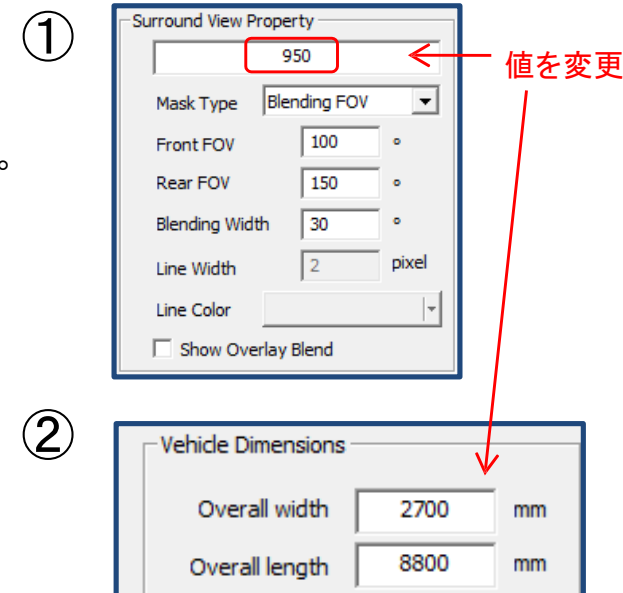 ①
Surround View Property
950
値を変更
Mask Type Blending FOV
Front FOV 100 °
。
Rear FOV 150 °
Blending Width 30 °
Line Width 2 pixel
Line Color
Show Overlay Blend
②
Vehicle Dimensions
Overall width 2700 mm
Overall length 8800 mm